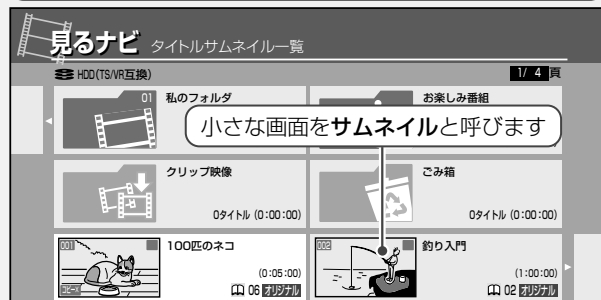 見るナビ タイトルサムネイル一覧
HDD(TS/VR互換) 1/ 4 頁
01 私のフォルダ お楽しみ番組
小さな画面をサムネイルと呼びます
クリップ映像 ごみ箱
0タイトル (0:00:00) 0タイトル (0:00:00)
001 100匹のネコ 002 釣り入門
(0:05:00) (1:00:00)
コピー× 06 オリジナル 02 オリジナル